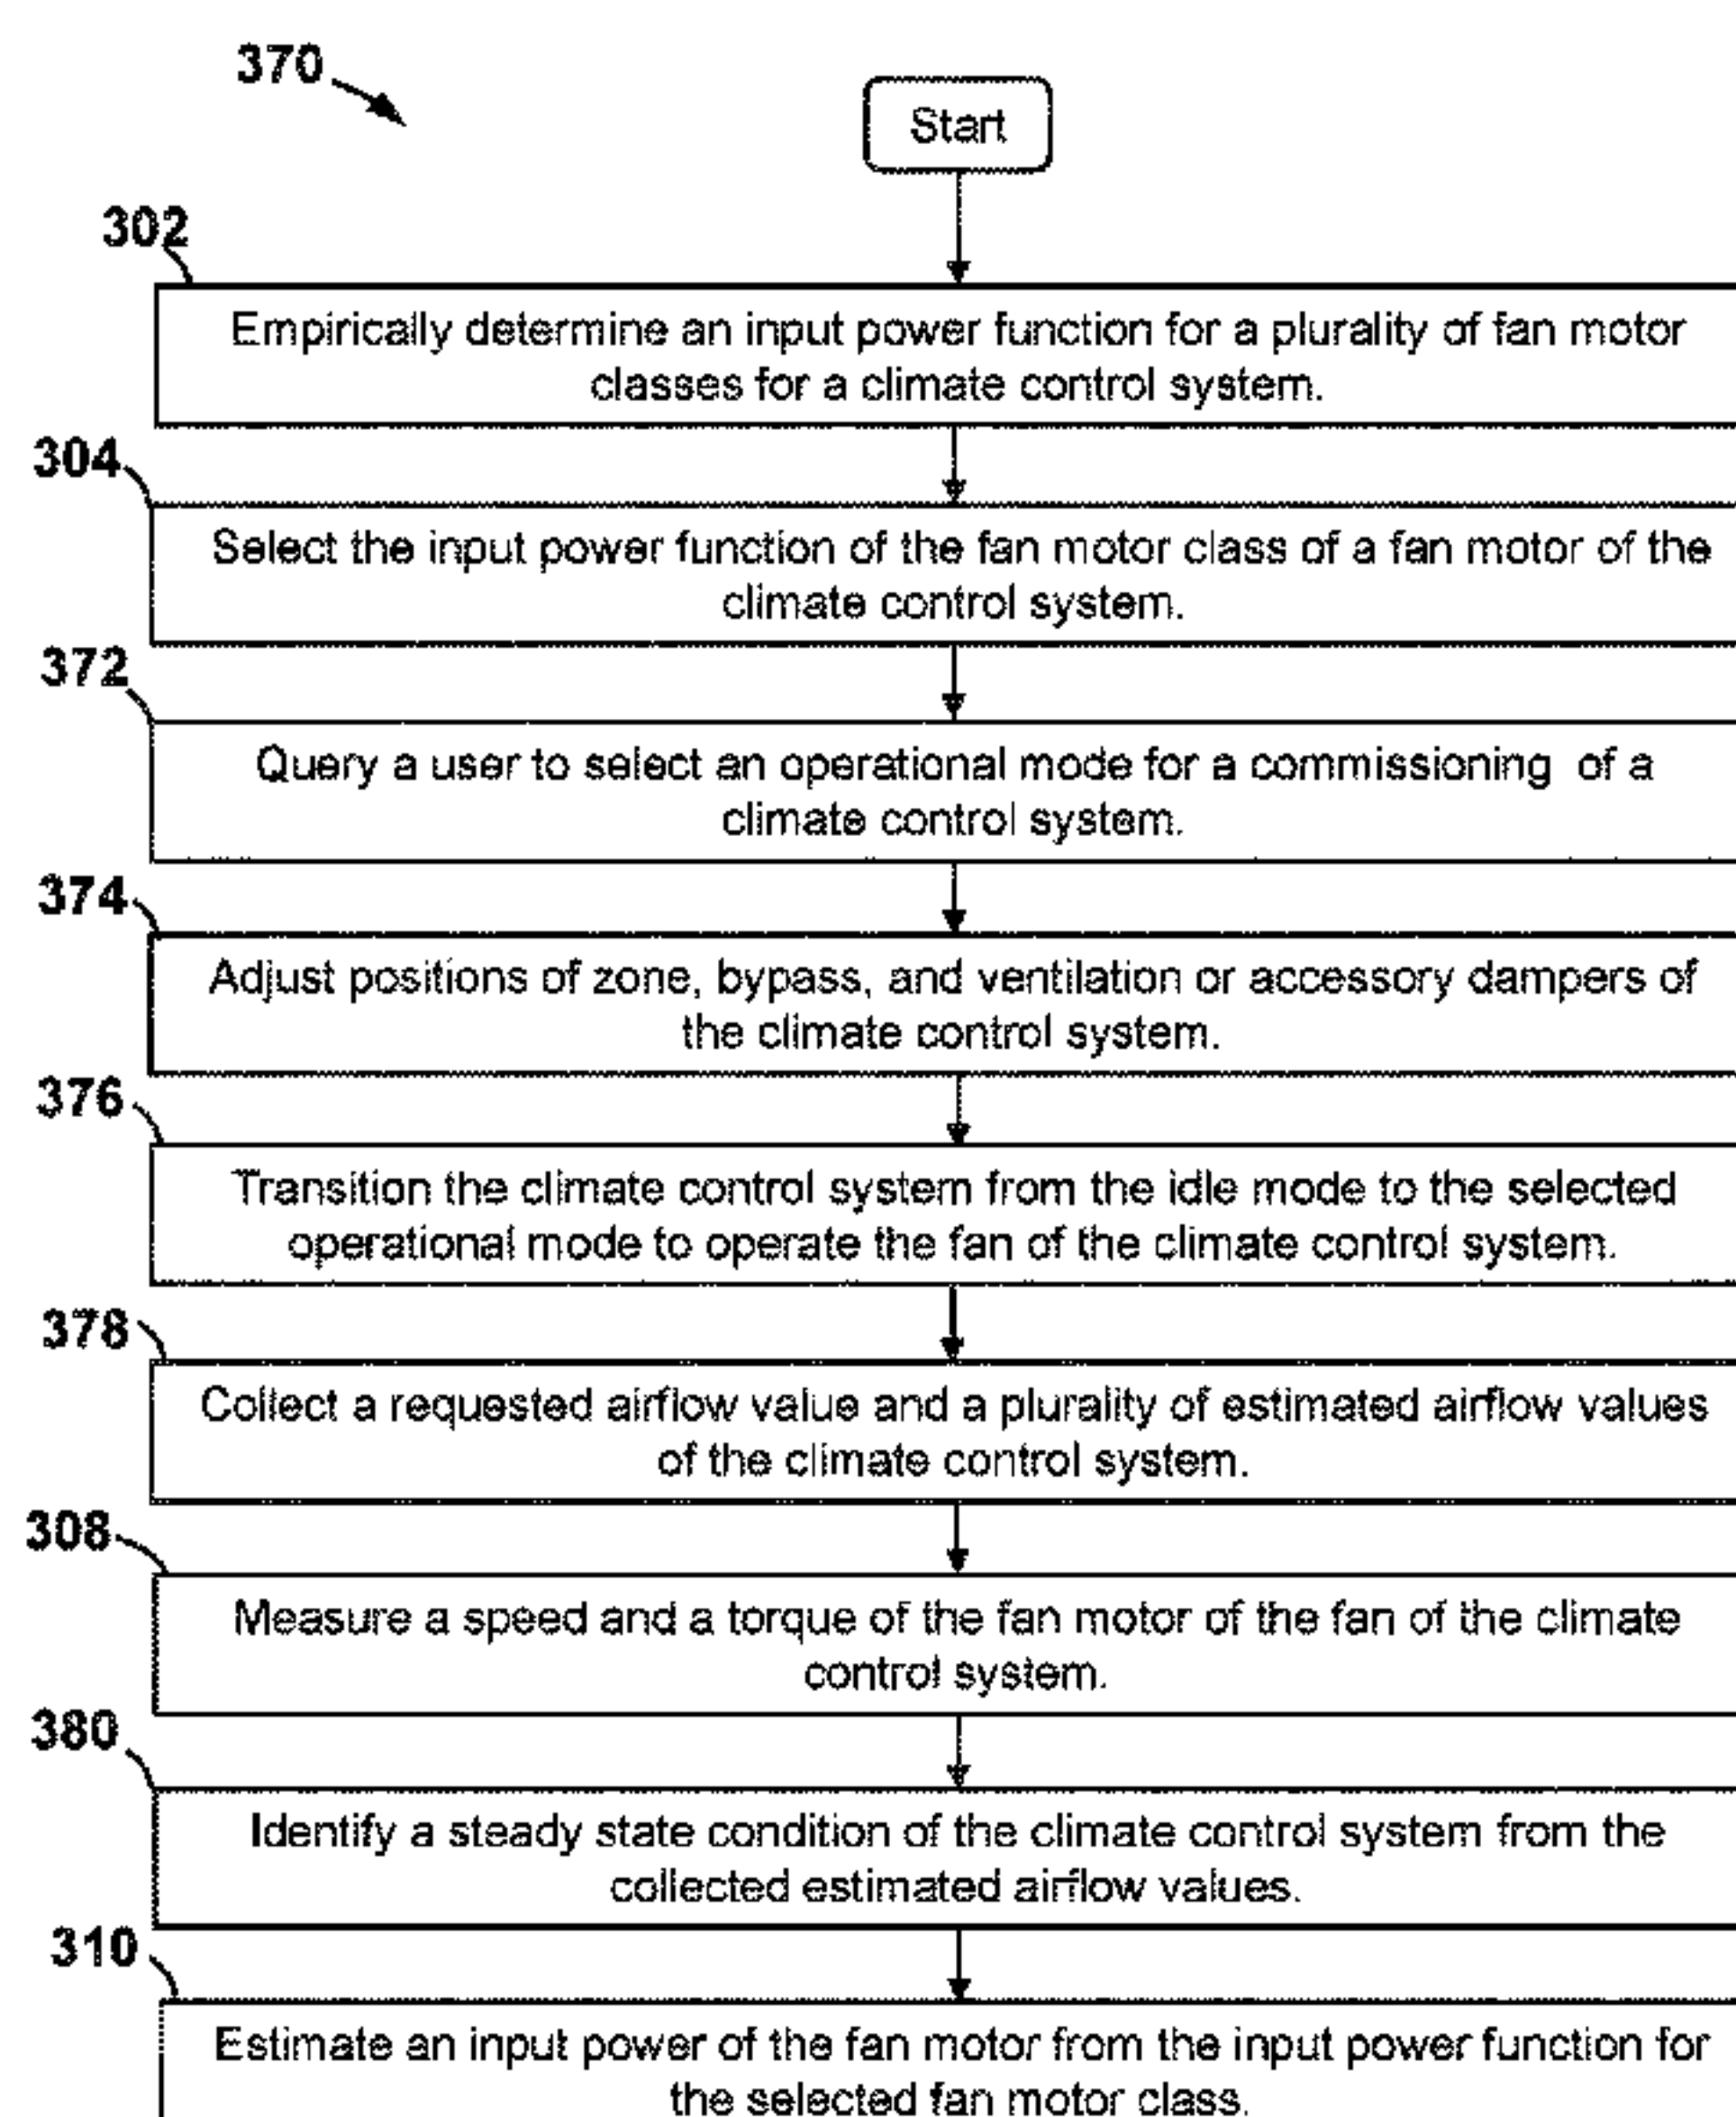 370
Start
302
Empirically determine an input power function for a plurality of fan motor
classes for a climate control system.
304
Select the input power function of the fan motor class of a fan motor of the
climate control system.
372
Query a user to select an operational mode for a commissioning of a
climate control system.
374
Adjust positions of zone, bypass, and ventilation or accessory dampers of
the climate control system.
376
Transition the climate control system from the idle mode to the selected
operational mode to operate the fan of the climate control system.
378
Collect a requested airflow value and a plurality of estimated airflow values
of the climate control system.
308
Measure a speed and a torque of the fan motor of the fan of the climate
control system.
380
Identify a steady state condition of the climate control system from the
collected estimated airflow values.
310
Estimate an input power of the fan motor from the input power function for
the selected fan motor class.